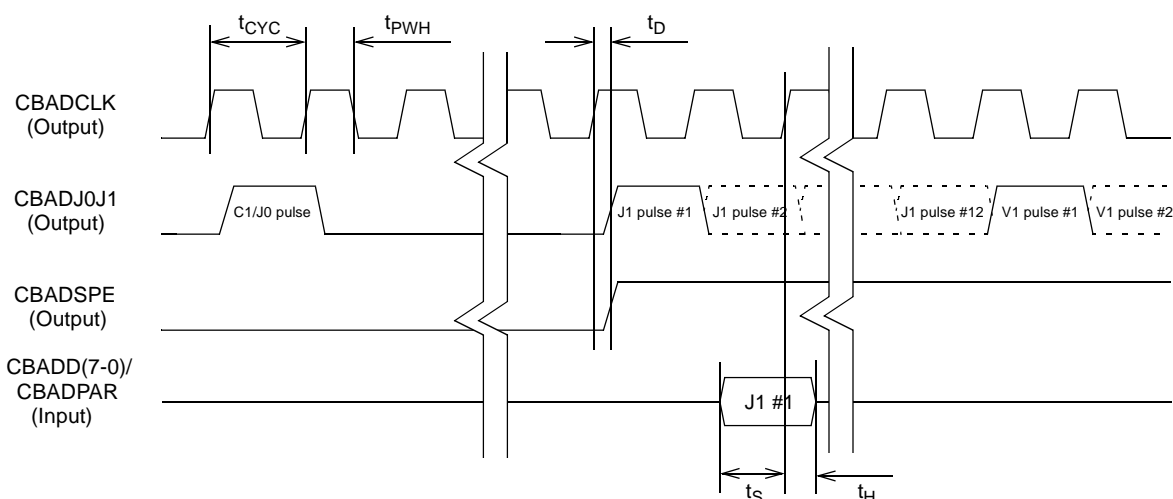 tCYC
tPWH
tD
CBADCLK
(Output)
CBADJ0J1
(Output)
C1/J0 pulse
J1 pulse #1
J1 pulse #2
J1 pulse #12
V1 pulse #1
V1 pulse #2
CBADSPE
(Output)
CBADD(7-0)/
CBADPAR
(Input)
J1 #1
tS
tH